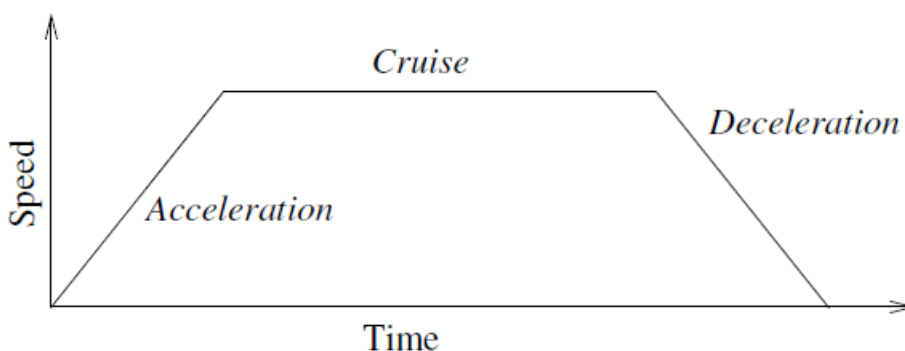 Cruise
Deceleration
Speed
Acceleration
Time